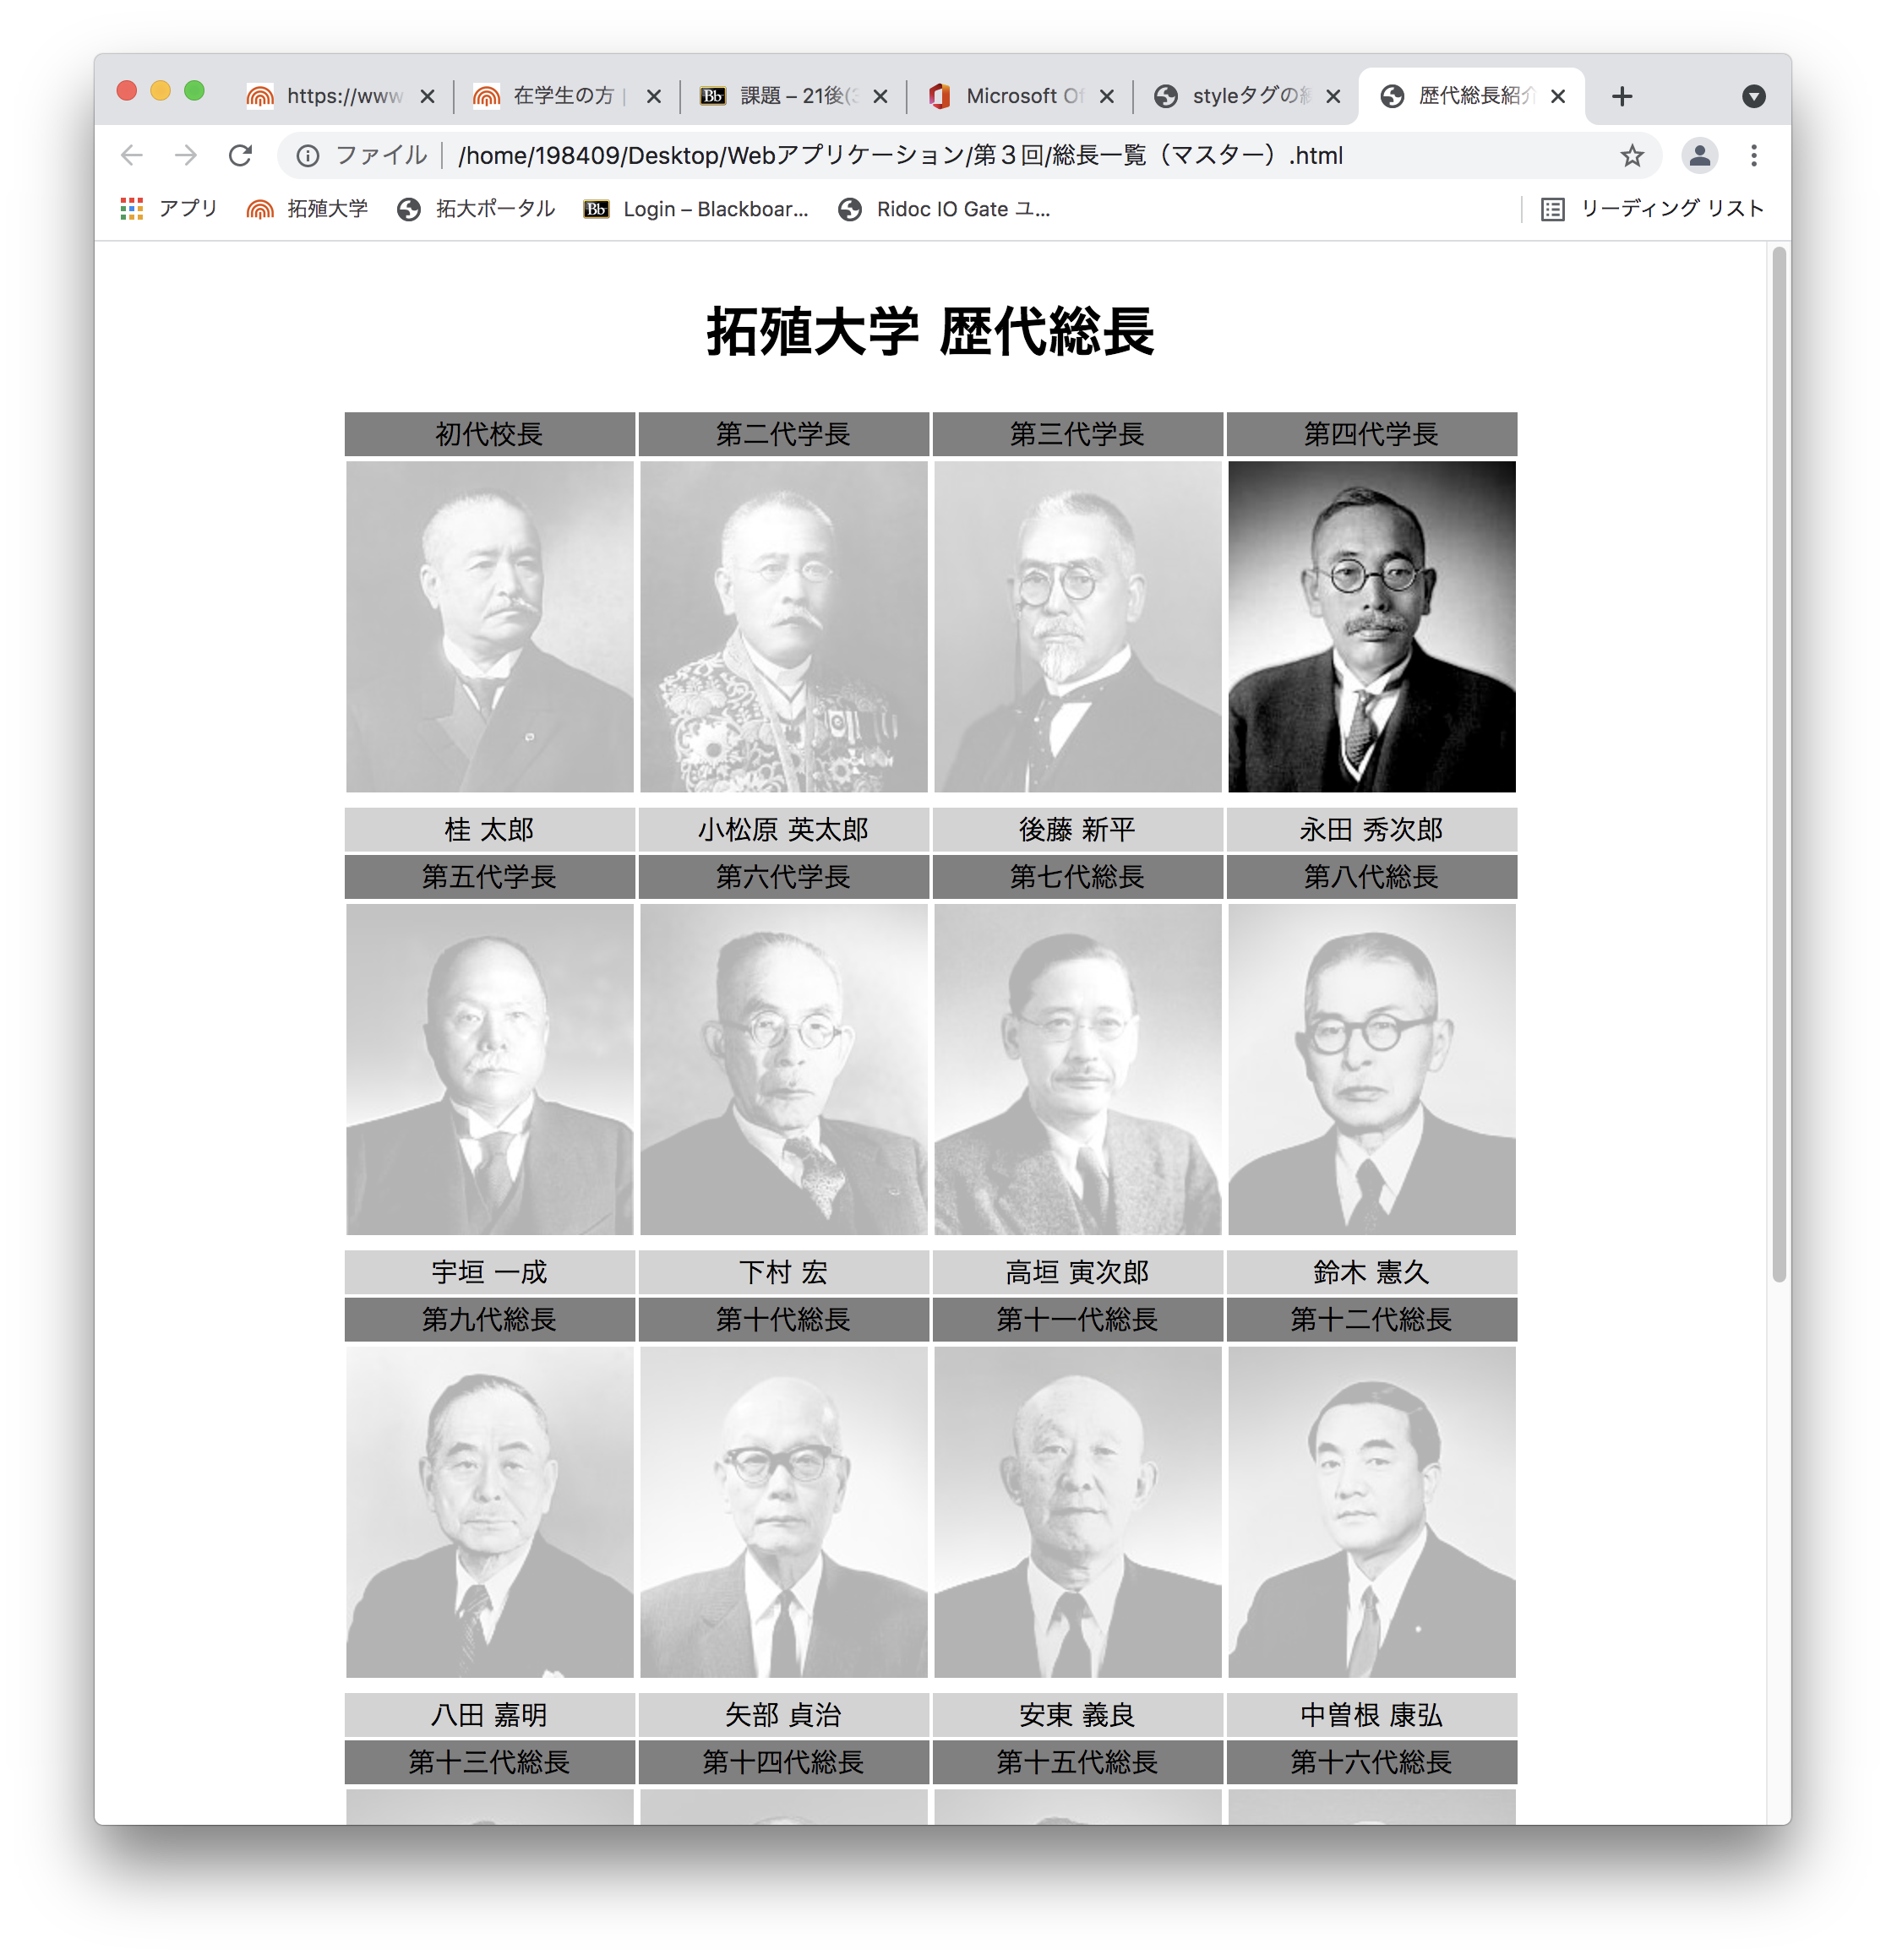 https://www
在学生の方
課題 – 21後(3
Microsoft Of
styleタグの
歴代総長紹介
ファイル /home/198409/Desktop/Webアプリケーション/第３回/総長一覧（マスター）.html
アプリ 拓殖大学 拓大ポータル Bb Login – Blackboar... Ridoc IO Gate ユ... リーディング リスト
拓殖大学 歴代総長
初代校長 第二代学長 第三代学長 第四代学長
桂 太郎 小松原 英太郎 後藤 新平 永田 秀次郎
第五代学長 第六代学長 第七代総長 第八代総長
宇垣 一成 下村 宏 高垣 寅次郎 鈴木 憲久
第九代総長 第十代総長 第十一代総長 第十二代総長
八田 嘉明 矢部 貞治 安東 義良 中曽根 康弘
第十三代総長 第十四代総長 第十五代総長 第十六代総長